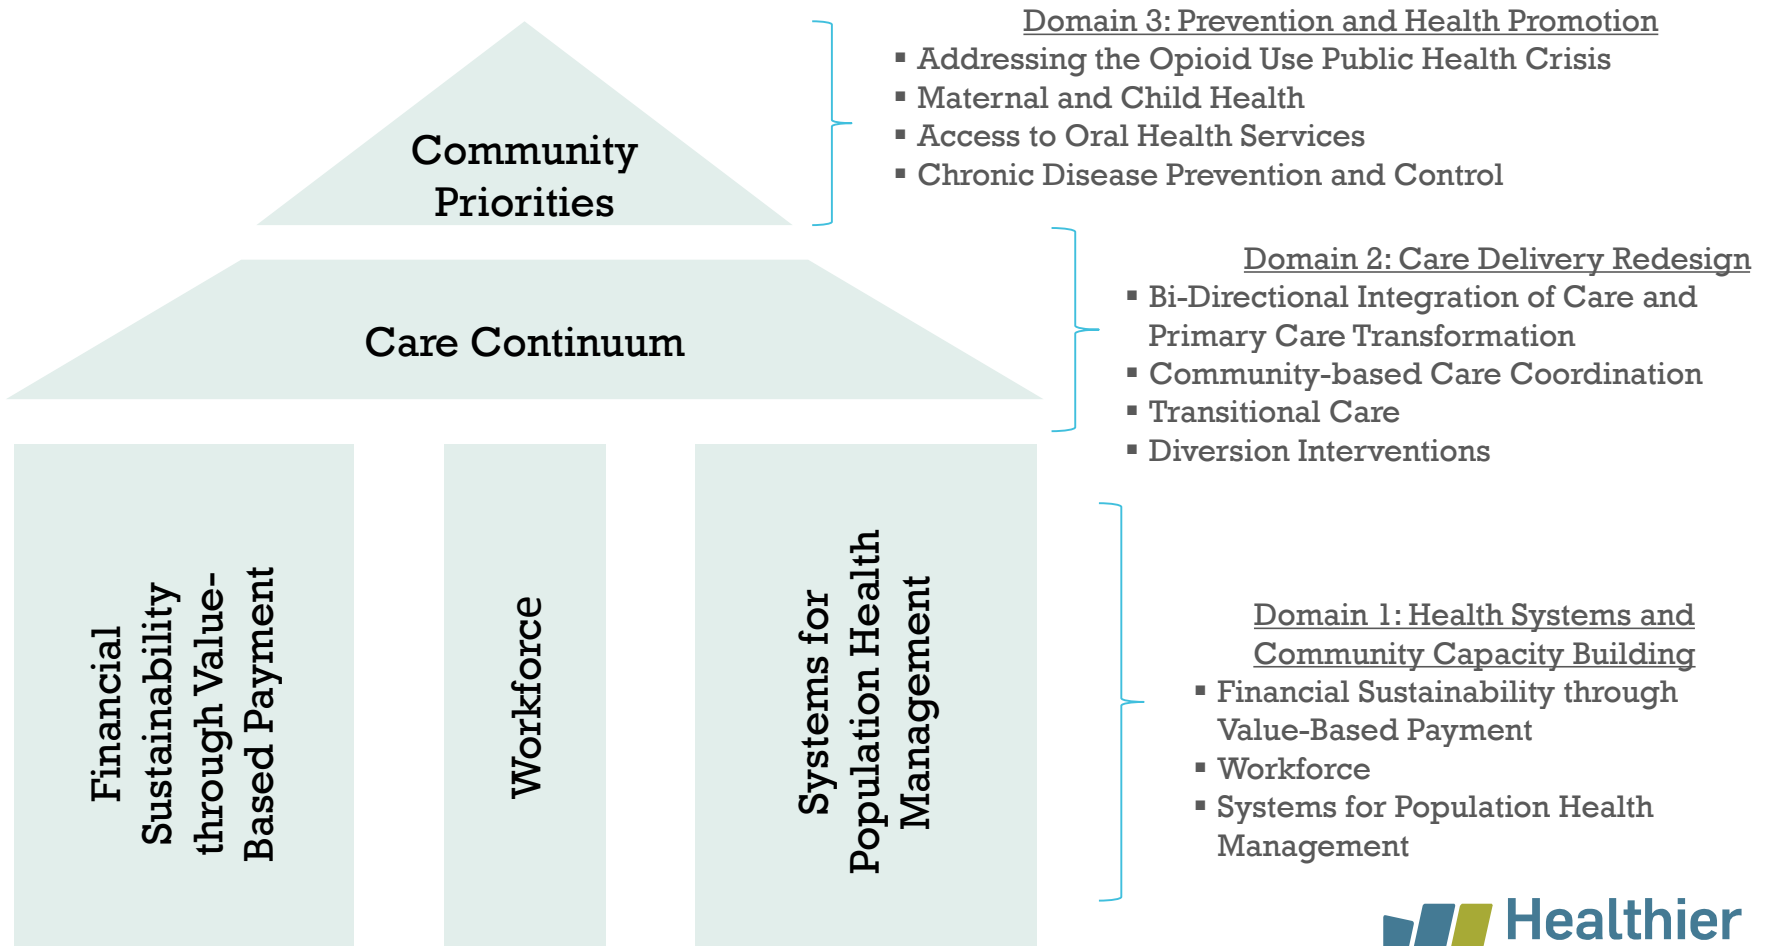 Community
Priorities
Care Continuum
Financial
Sustainability
through Value-
Based Payment
Workforce
Systems for
Population Health
Management
Domain 3: Prevention and Health Promotion
▪ Addressing the Opioid Use Public Health Crisis
▪ Maternal and Child Health
▪ Access to Oral Health Services
▪ Chronic Disease Prevention and Control
Domain 2: Care Delivery Redesign
▪ Bi-Directional Integration of Care and
Primary Care Transformation
▪ Community-based Care Coordination
▪ Transitional Care
▪ Diversion Interventions
Domain 1: Health Systems and
Community Capacity Building
▪ Financial Sustainability through
Value-Based Payment
▪ Workforce
▪ Systems for Population Health
Management
Healthier